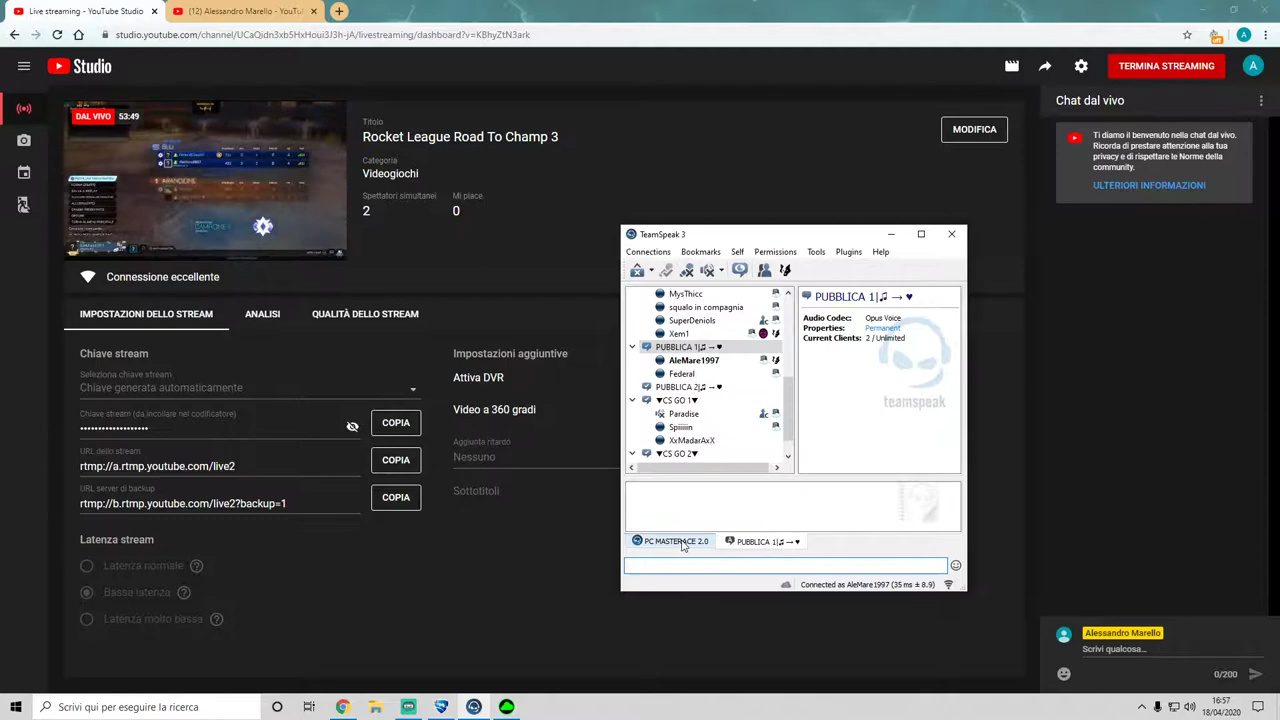 Live streaming - YouTube Studio
(12) Alessandro Marello - YouTu
studio.youtube.com/channel/UCaQidn3xb5HxHoui3J3h-jA/livestreaming/dashboard?v=KBhyZtN3ark
off
A
Studio
TERMINA STREAMING
A
DAL VIVO 53:49
Titolo
Rocket League Road To Champ 3
MODIFICA
Categoria
Videogiochi
Spettatori simultanei
Mi piace
2
0
Connessione eccellente
IMPOSTAZIONI DELLO STREAM
ANALISI
QUALITÀ DELLO STREAM
Chiave stream
Seleziona chiave stream
Chiave generata automaticamente
Chiave stream (da incollare nel codificatore)
••••••••••••••••••
COPIA
URL dello stream
rtmp://a.rtmp.youtube.com/live2
COPIA
URL server di backup
rtmp://b.rtmp.youtube.com/live2?backup=1
COPIA
Latenza stream
Latenza normale
Bassa latenza
Latenza molto bassa
Impostazioni aggiuntive
Attiva DVR
Video a 360 gradi
Aggiunta ritardo
Nessuno
Sottotitoli
TeamSpeak 3
Connections Bookmarks Self Permissions Tools Plugins Help
MysThicc
squalo in compagnia
SuperDeniols
Xem1
PUBBLICA 1|♫ → ♥
AleMare1997
Federal
PUBBLICA 2|♫ → ♥
▼CS GO 1▼
Paradise
Spiiiiin
XxMadarAxX
▼CS GO 2▼
PUBBLICA 1|♫ → ♥
Audio Codec: Opus Voice
Properties: Permanent
Current Clients: 2 / Unlimited
teamspeak
PC MASTERACE 2.0
PUBBLICA 1|♫ → ♥
Connected as AleMare1997 (35 ms ± 8.9)
Chat dal vivo
Ti diamo il benvenuto nella chat dal vivo.
Ricorda di prestare attenzione alla tua
privacy e di rispettare le Norme della
community.
ULTERIORI INFORMAZIONI
Alessandro Marello
Scrivi qualcosa...
0/200
Scrivi qui per eseguire la ricerca
16:57
18/04/2020